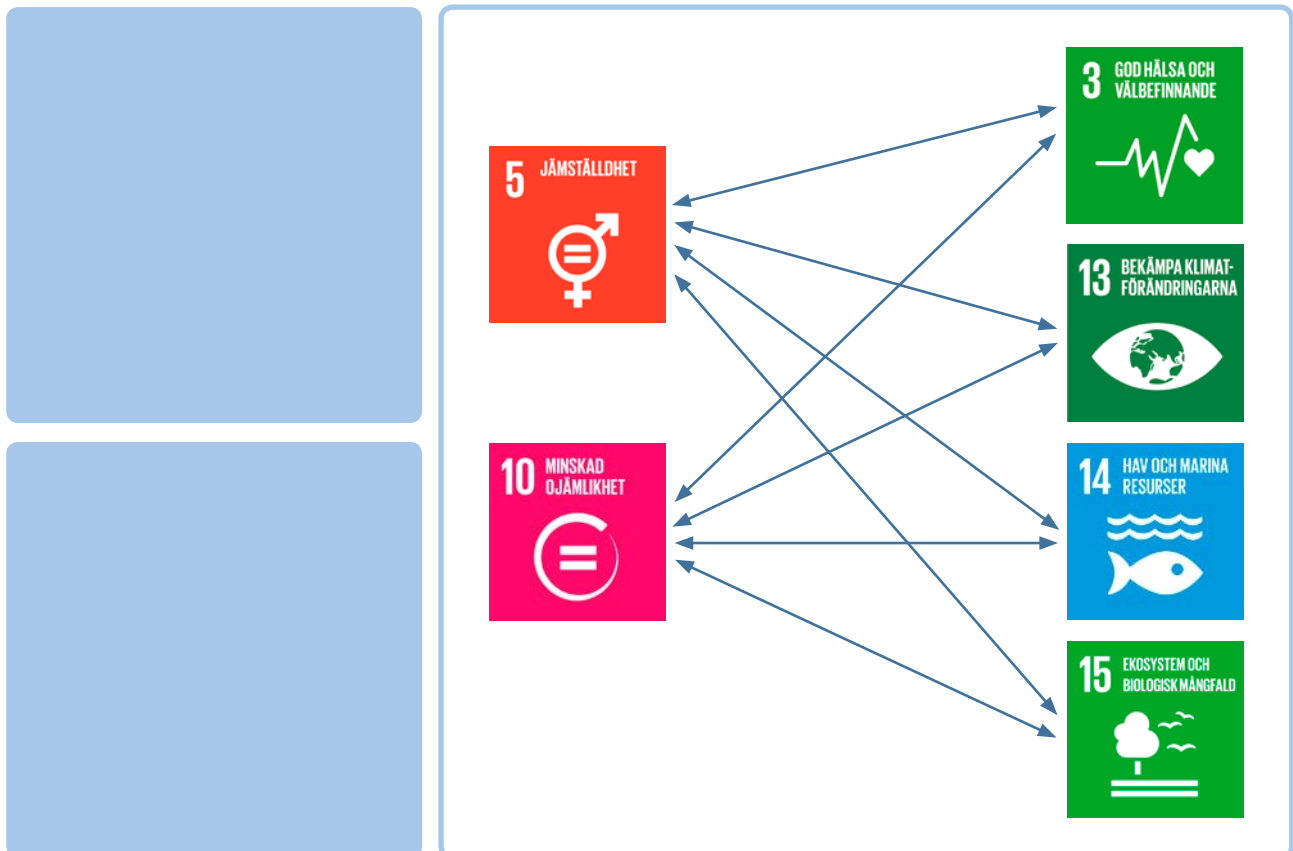 5 JÄMSTÄLLDHET
10 MINSKAD
OJÄMLIKHET
3 GOD HÄLSA OCH
VÄLBEFINNANDE
13 BEKÄMPA KLIMAT-
FÖRÄNDRINGARNA
14 HAV OCH MARINA
RESURSER
15 EKOSYSTEM OCH
BIOLOGISK MÅNGFALD